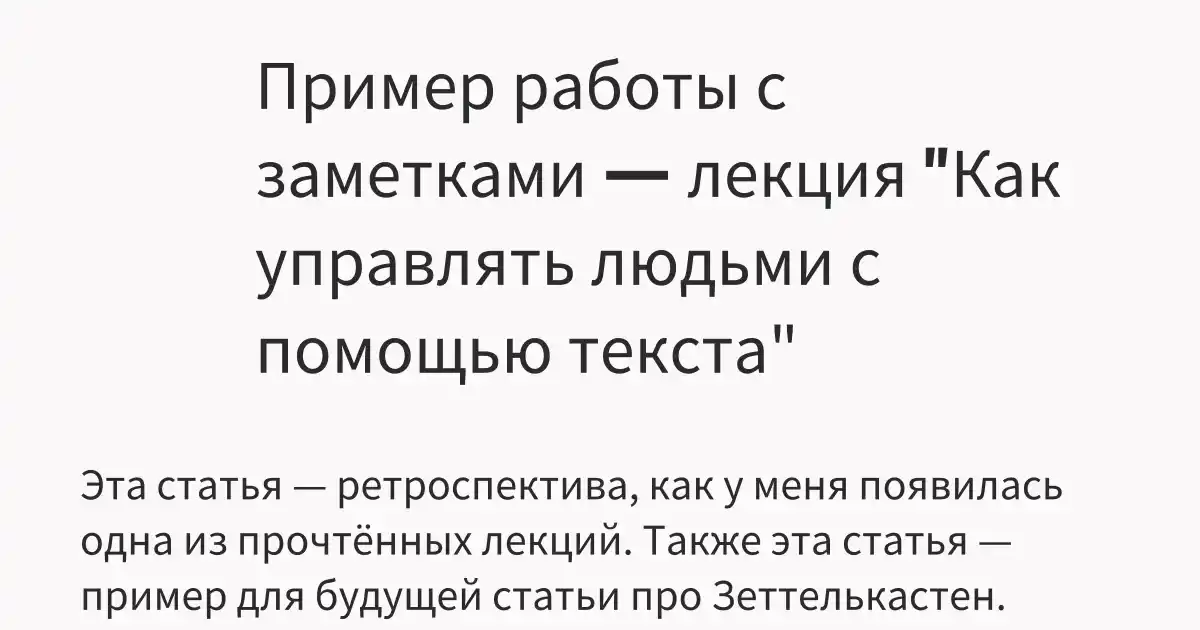 Пример работы с
заметками — лекция "Как
управлять людьми с
помощью текста"
Эта статья — ретроспектива, как у меня появилась
одна из прочтённых лекций. Также эта статья —
пример для будущей статьи про Зеттелькастен.